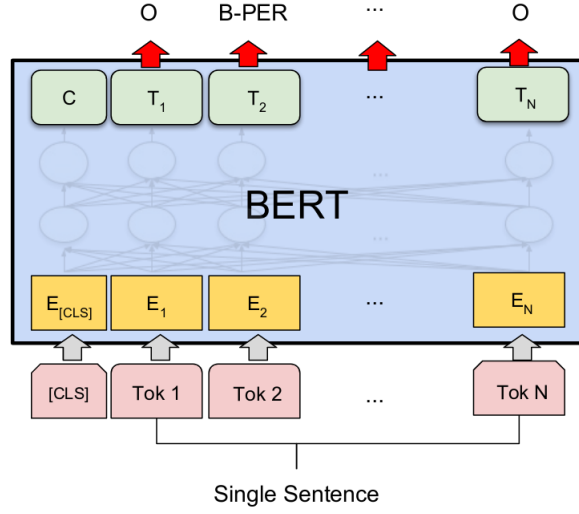 O B-PER ... O
C T1 T2 ... TN
...
BERT
...
E[CLS] E1 E2 ... EN
[CLS] Tok 1 Tok 2 ... Tok N
Single Sentence